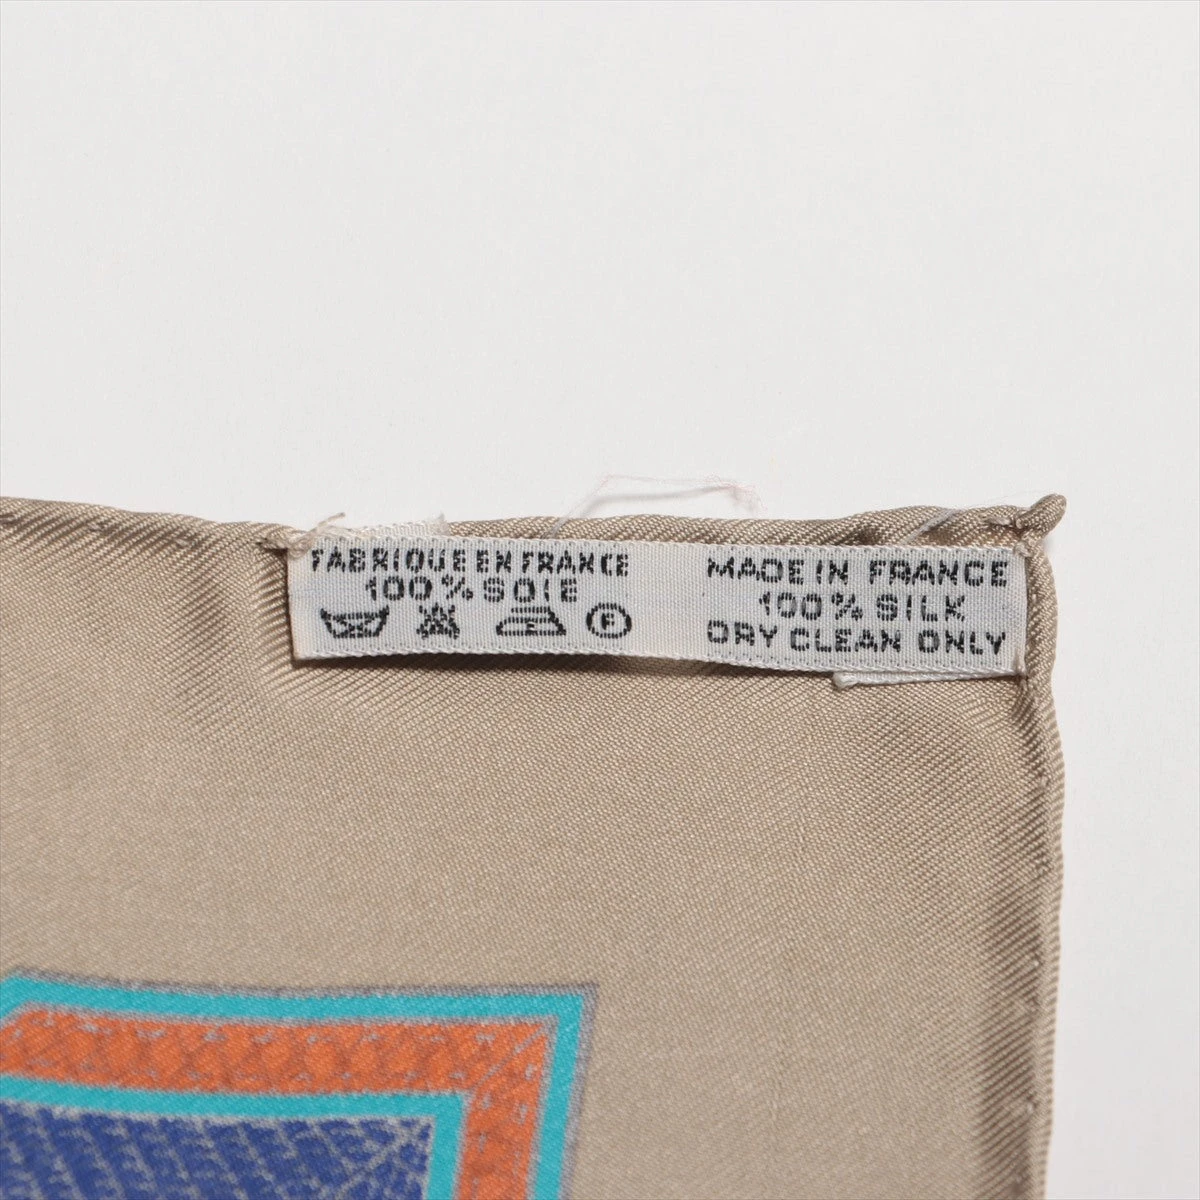 FABRIQUE EN FRANCE
100% SOIE
F
MADE IN FRANCE
100% SILK
DRY CLEAN ONLY